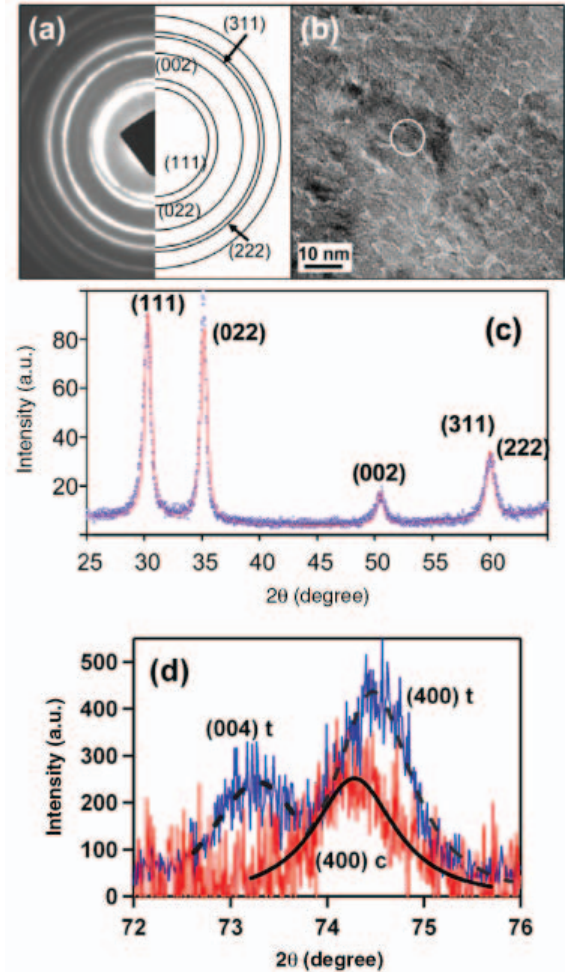 (a)
(311)
(002)
(111)
(022)
(222)
(b)
10 nm
(c)
(111)
(022)
(002)
(311)
(222)
Intensity (a.u.)
80
60
40
20
25 30 35 40 45 50 55 60
2θ (degree)
(d)
(004) t
(400) t
(400) c
Intensity (a.u.)
500
400
300
200
100
0
72 73 74 75 76
2θ (degree)